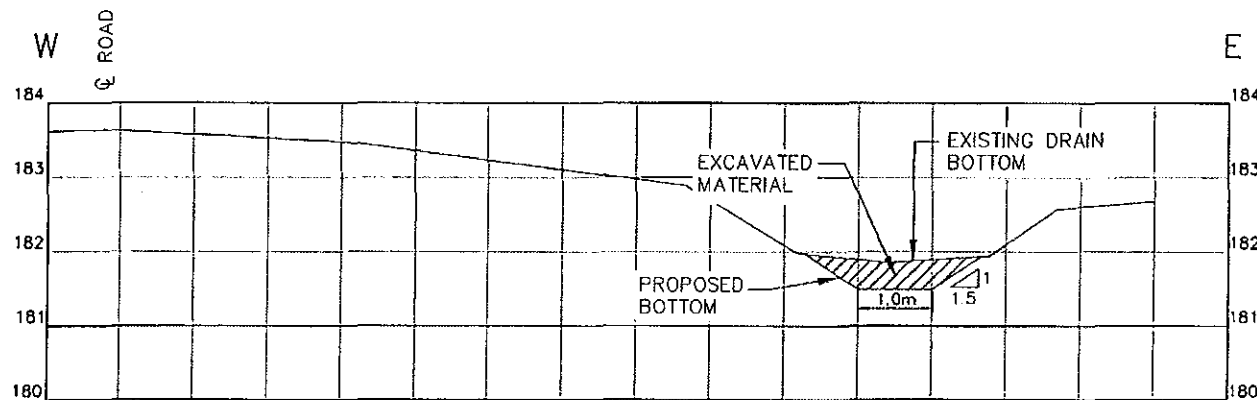 W
℄ ROAD
E
184
184
EXISTING DRAIN
BOTTOM
EXCAVATED
MATERIAL
183
183
182
182
PROPOSED
BOTTOM
1
1.5
1.0m
181
181
180
180